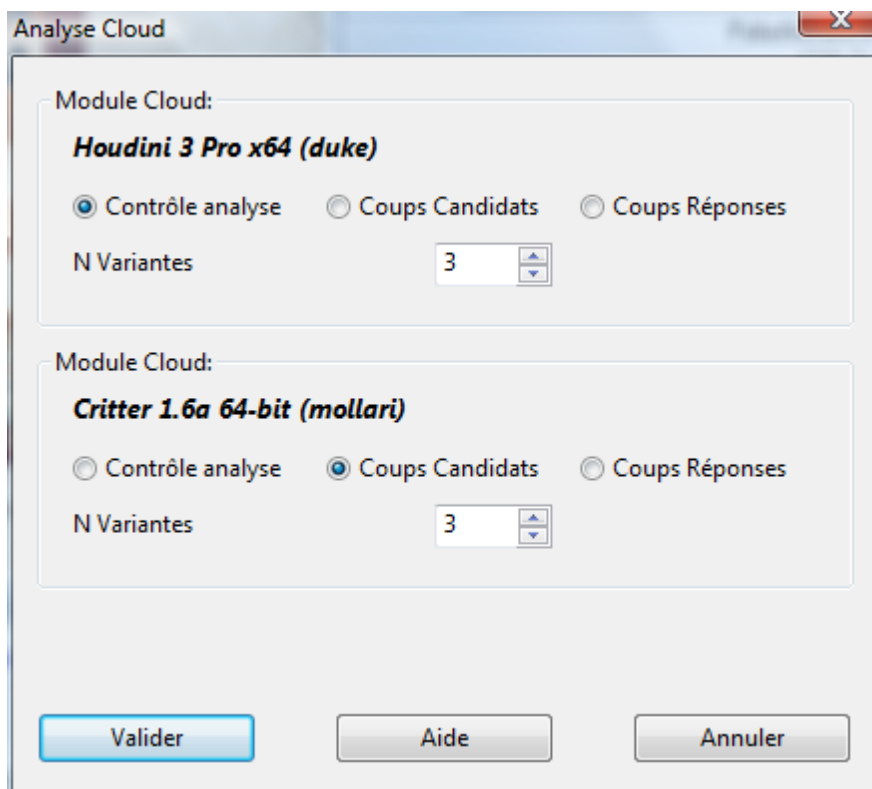 Analyse Cloud
Module Cloud:
Houdini 3 Pro x64 (duke)
Contrôle analyse Coups Candidats Coups Réponses
N Variantes 3
Module Cloud:
Critter 1.6a 64-bit (mollari)
Contrôle analyse Coups Candidats Coups Réponses
N Variantes 3
Valider Aide Annuler